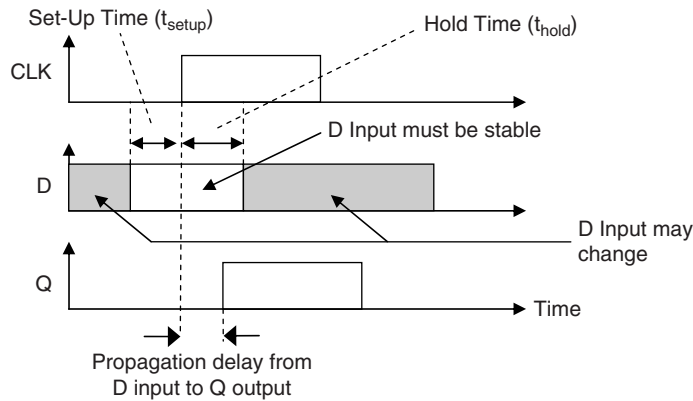 Set-Up Time (tsetup)
Hold Time (thold)
CLK
D Input must be stable
D
D Input may
change
Q
Time
Propagation delay from
D input to Q output